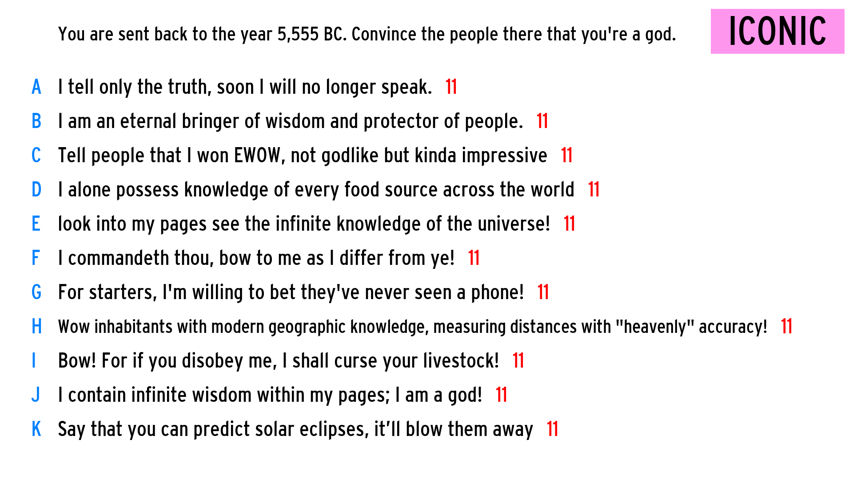 You are sent back to the year 5,555 BC. Convince the people there that you're a god.
ICONIC
A I tell only the truth, soon I will no longer speak. 11
B I am an eternal bringer of wisdom and protector of people. 11
C Tell people that I won EWOW, not godlike but kinda impressive 11
D I alone possess knowledge of every food source across the world 11
E look into my pages see the infinite knowledge of the universe! 11
F I commandeth thou, bow to me as I differ from ye! 11
G For starters, I'm willing to bet they've never seen a phone! 11
H Wow inhabitants with modern geographic knowledge, measuring distances with "heavenly" accuracy! 11
I Bow! For if you disobey me, I shall curse your livestock! 11
J I contain infinite wisdom within my pages; I am a god! 11
K Say that you can predict solar eclipses, it’ll blow them away 11